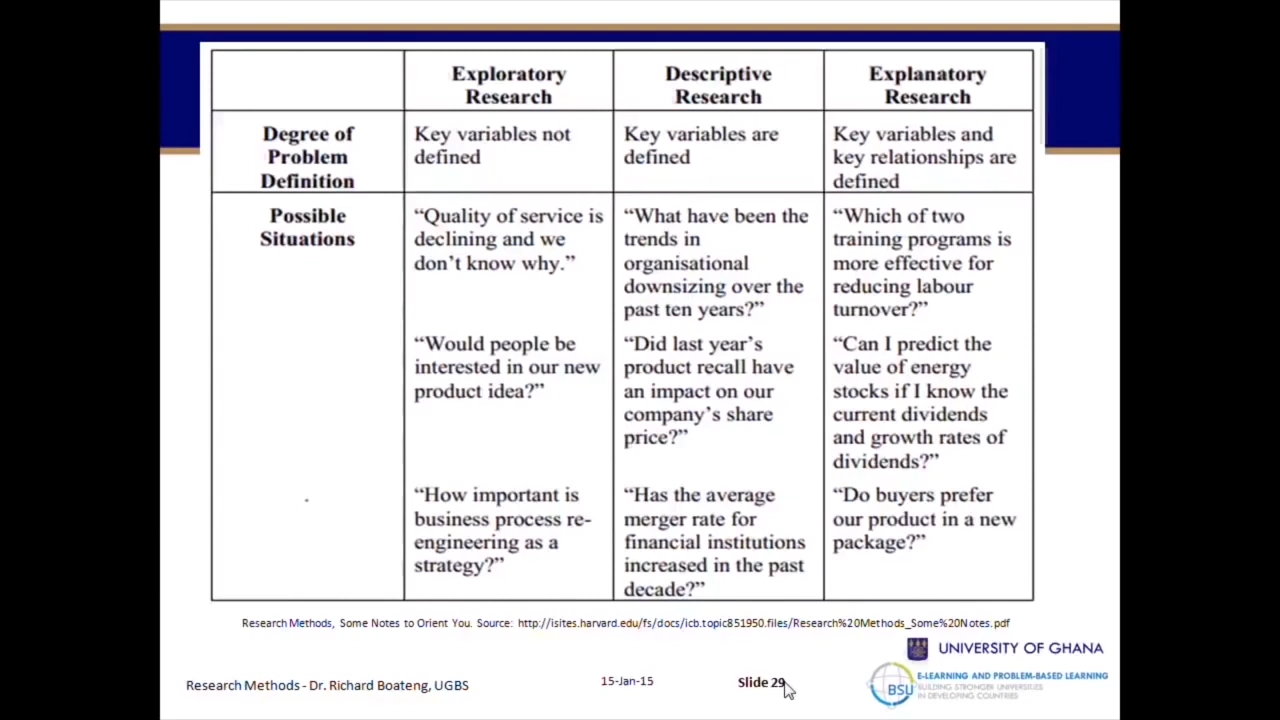 Exploratory Research
Descriptive Research
Explanatory Research
Degree of Problem Definition
Key variables not defined
Key variables are defined
Key variables and key relationships are defined
Possible Situations
“Quality of service is
declining and we
don’t know why.”
“What have been the
trends in
organisational
downsizing over the
past ten years?”
“Which of two
training programs is
more effective for
reducing labour
turnover?”
“Would people be
interested in our new
product idea?”
“Did last year’s
product recall have
an impact on our
company’s share
price?”
“Can I predict the
value of energy
stocks if I know the
current dividends
and growth rates of
dividends?”
“How important is
business process re-
engineering as a
strategy?”
“Has the average
merger rate for
financial institutions
increased in the past
decade?”
“Do buyers prefer
our product in a new
package?”
Research Methods, Some Notes to Orient You. Source: http://isites.harvard.edu/fs/docs/icb.topic851950.files/Research%20Methods_Some%20Notes.pdf
UNIVERSITY OF GHANA
Research Methods - Dr. Richard Boateng, UGBS
15-Jan-15
Slide 29
BSU
E-LEARNING AND PROBLEM-BASED LEARNING
BUILDING STRONGER UNIVERSITIES
IN DEVELOPING COUNTRIES